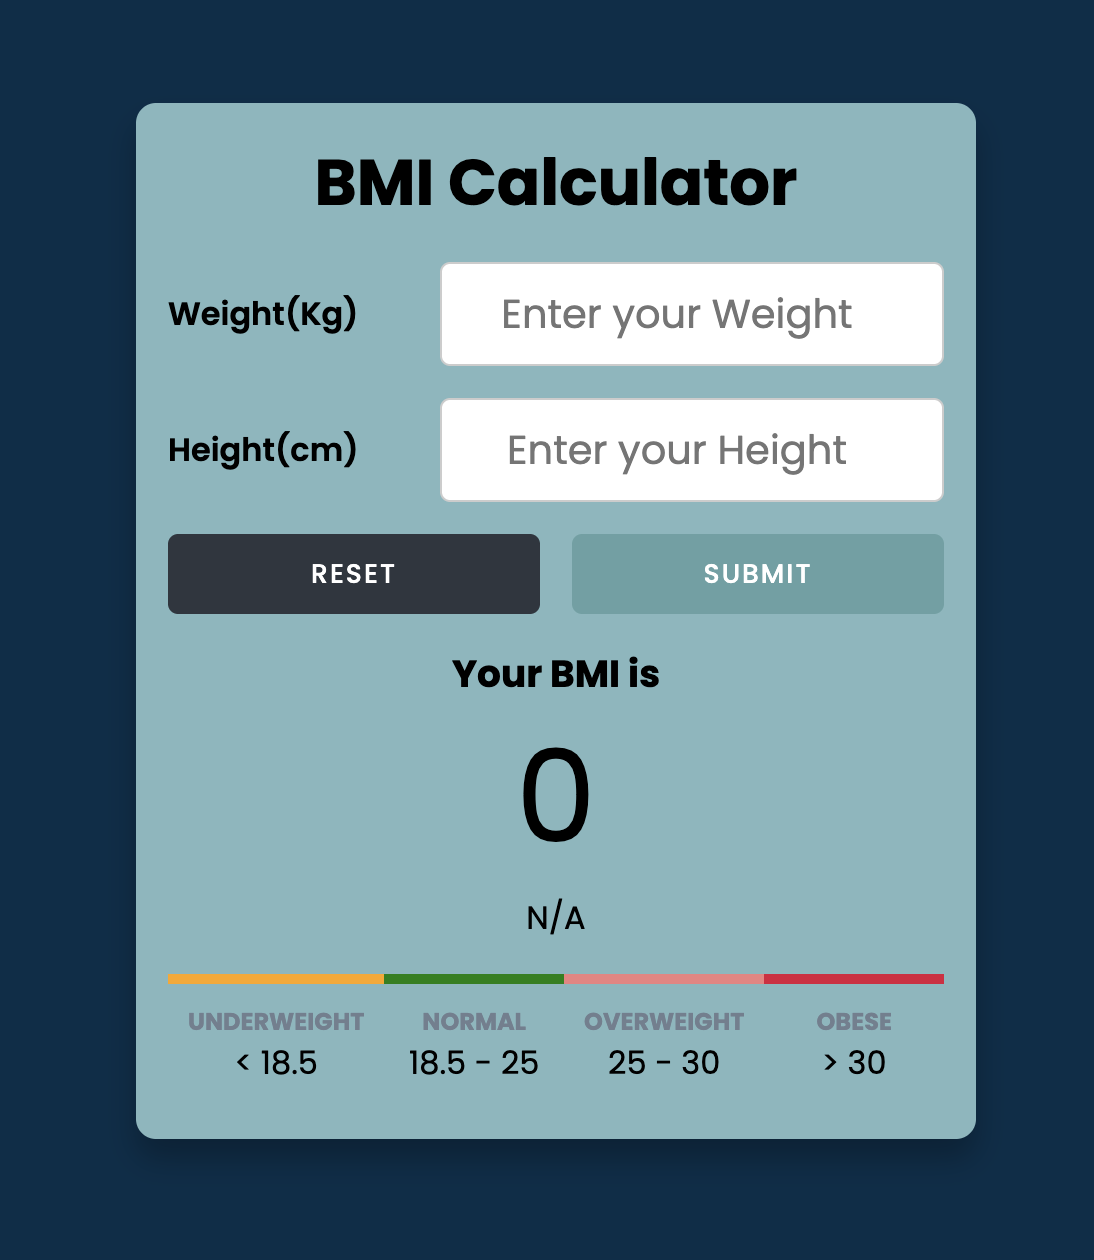 BMI Calculator
Weight(Kg) Enter your Weight
Height(cm) Enter your Height
RESET SUBMIT
Your BMI is
0
N/A
UNDERWEIGHT NORMAL OVERWEIGHT OBESE
< 18.5 18.5 - 25 25 - 30 > 30